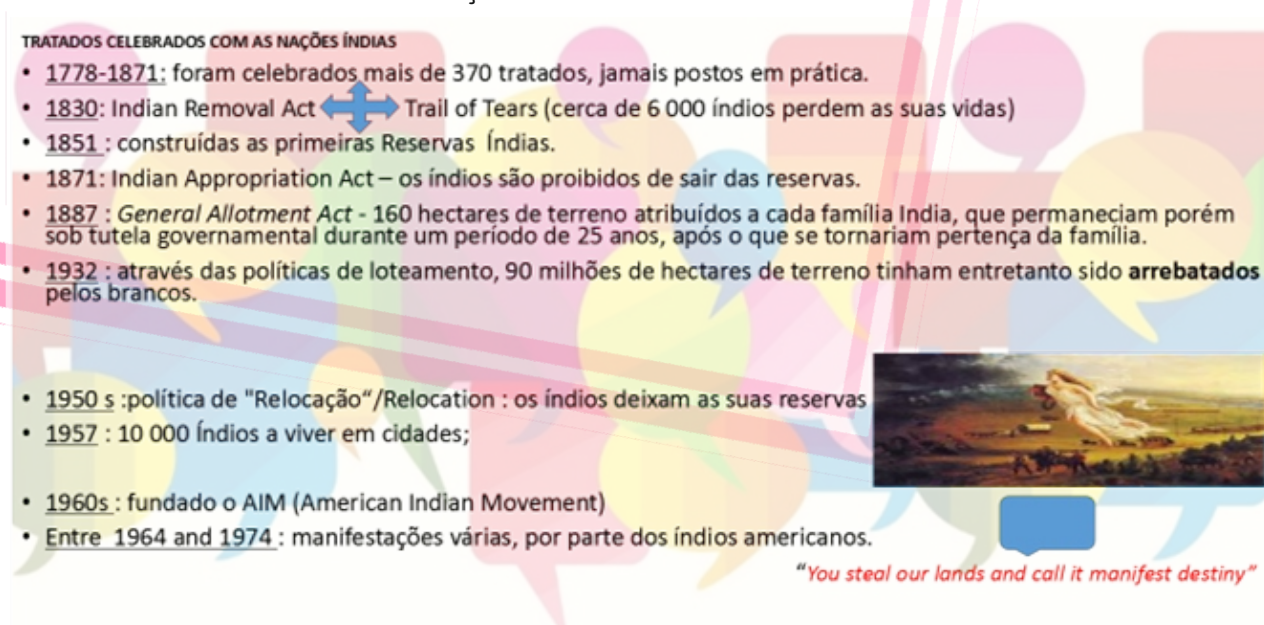 TRATADOS CELEBRADOS COM AS NAÇÕES ÍNDIAS
• 1778-1871: foram celebrados mais de 370 tratados, jamais postos em prática.
• 1830: Indian Removal Act Trail of Tears (cerca de 6 000 índios perdem as suas vidas)
• 1851 : construídas as primeiras Reservas Índias.
• 1871: Indian Appropriation Act – os índios são proibidos de sair das reservas.
• 1887 : General Allotment Act - 160 hectares de terreno atribuídos a cada família India, que permaneciam porém
sob tutela governamental durante um período de 25 anos, após o que se tornariam pertença da família.
• 1932 : através das políticas de loteamento, 90 milhões de hectares de terreno tinham entretanto sido arrebatados
pelos brancos.
• 1950 s :política de "Relocação“/Relocation : os índios deixam as suas reservas
• 1957 : 10 000 Índios a viver em cidades;
• 1960s : fundado o AIM (American Indian Movement)
• Entre 1964 and 1974 : manifestações várias, por parte dos índios americanos.
“You steal our lands and call it manifest destiny”